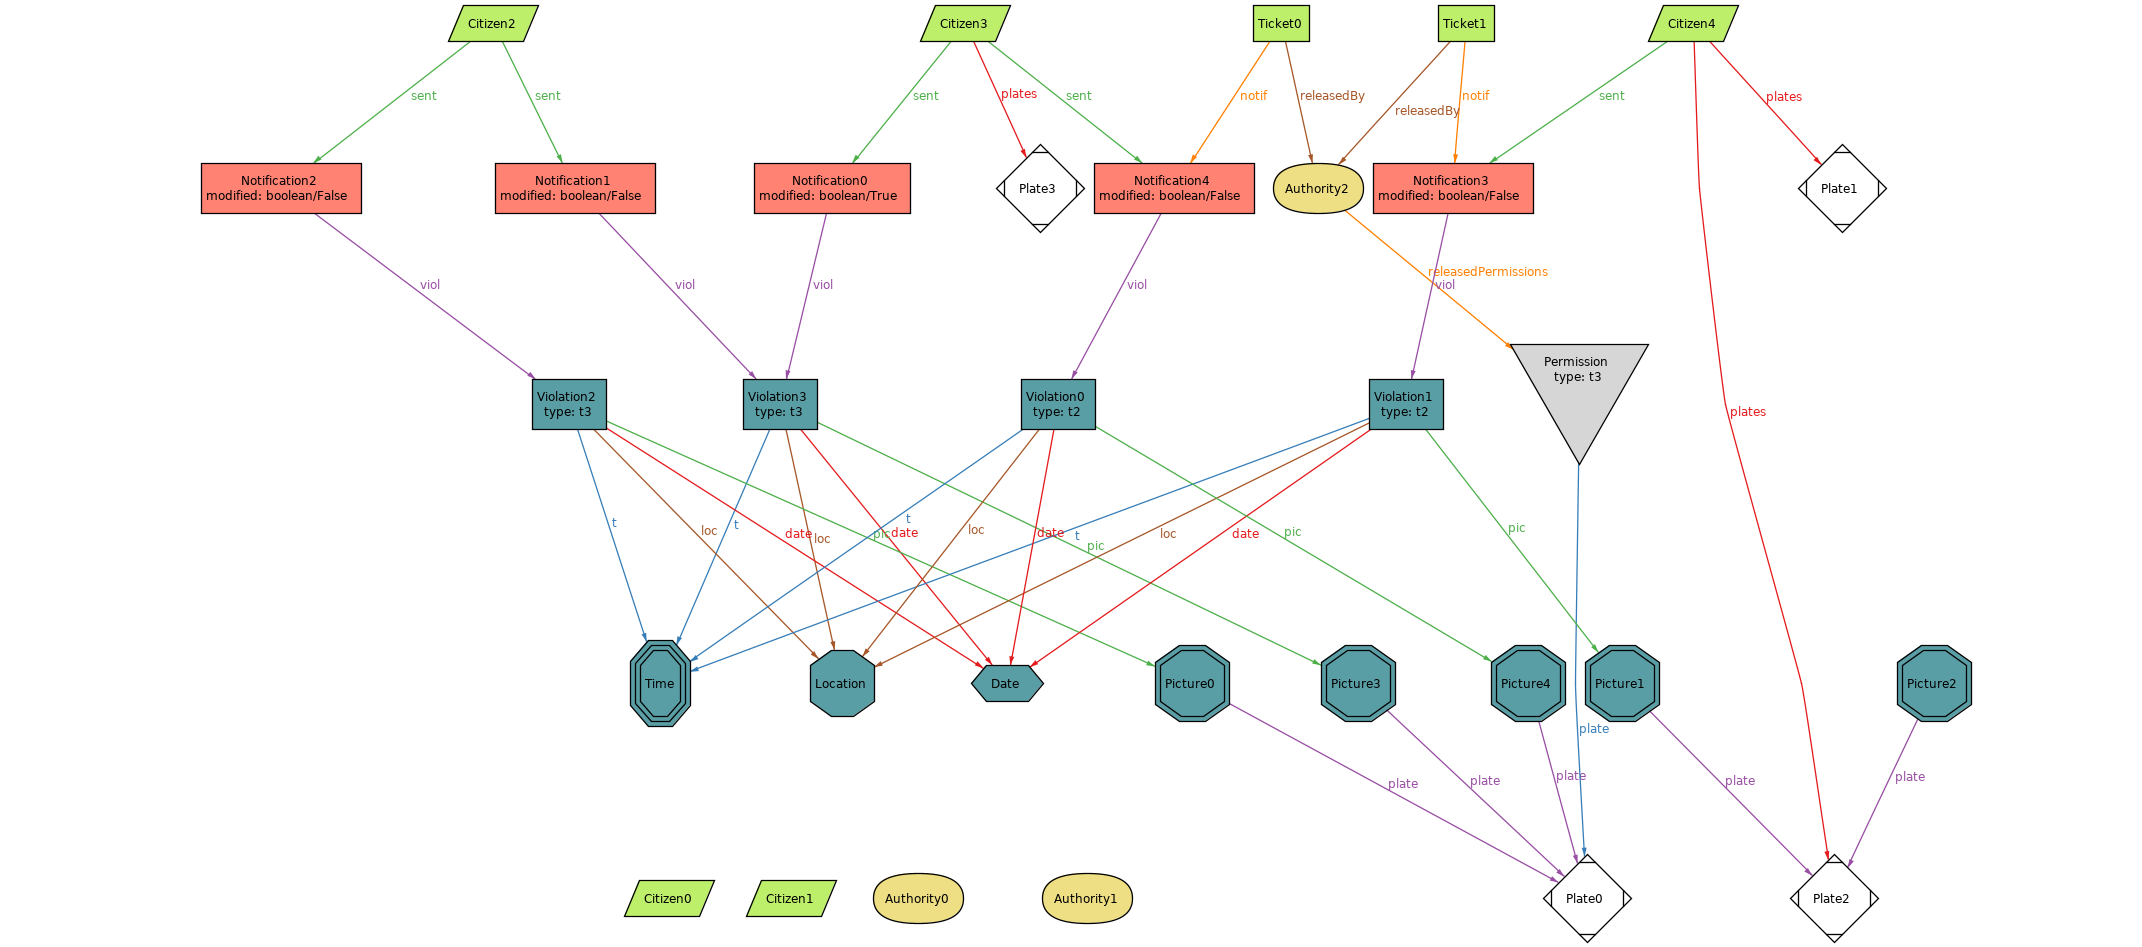 Citizen2
Citizen3
Ticket0
Ticket1
Citizen4
sent
sent
sent
plates
sent
notif
releasedBy
releasedBy
notif
sent
plates
Notification2
modified: boolean/False
Notification1
modified: boolean/False
Notification0
modified: boolean/True
Plate3
Notification4
modified: boolean/False
Authority2
Notification3
modified: boolean/False
Plate1
viol
viol
viol
viol
releasedPermissions
viol
Violation2
type: t3
Violation3
type: t3
Violation0
type: t2
Violation1
type: t2
Permission
type: t3
plates
t
loc
t
date
loc
pic
date
t
loc
date
t
pic
loc
date
pic
pic
Time
Location
Date
Picture0
Picture3
Picture4
Picture1
Picture2
plate
plate
plate
plate
plate
plate
Citizen0
Citizen1
Authority0
Authority1
Plate0
Plate2